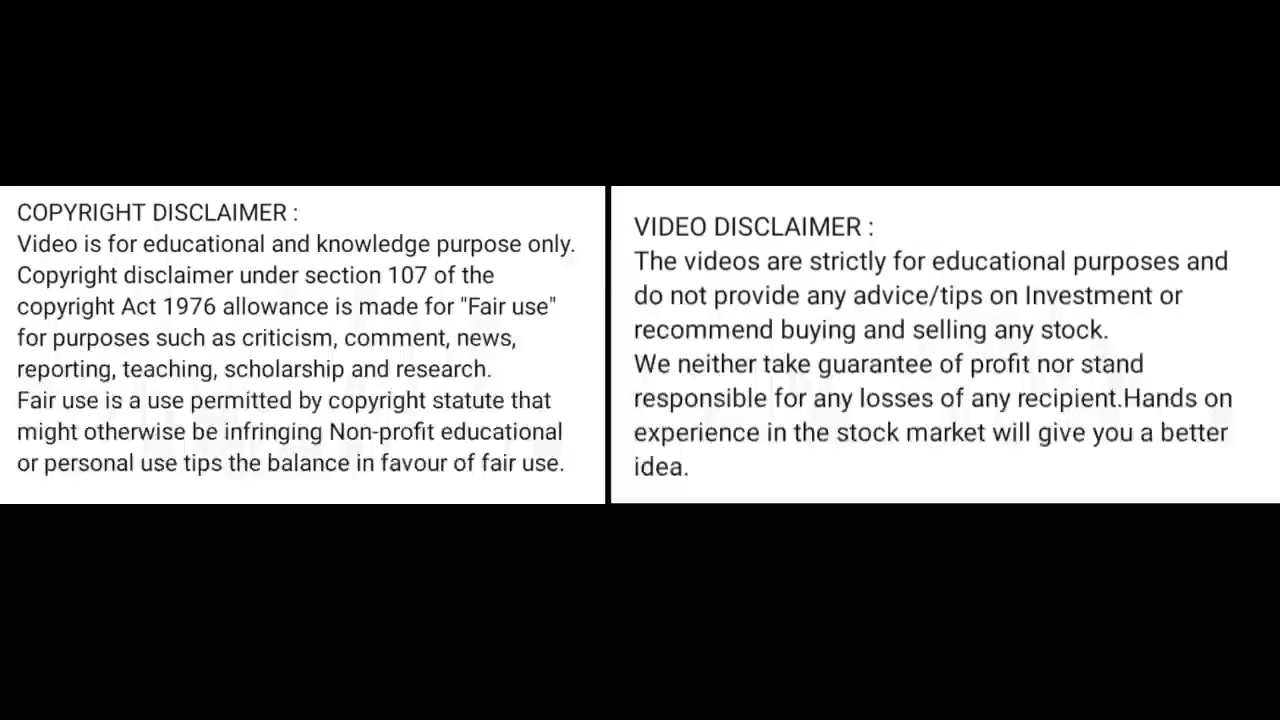 COPYRIGHT DISCLAIMER :
Video is for educational and knowledge purpose only.
Copyright disclaimer under section 107 of the
copyright Act 1976 allowance is made for "Fair use"
for purposes such as criticism, comment, news,
reporting, teaching, scholarship and research.
Fair use is a use permitted by copyright statute that
might otherwise be infringing Non-profit educational
or personal use tips the balance in favour of fair use.
VIDEO DISCLAIMER :
The videos are strictly for educational purposes and
do not provide any advice/tips on Investment or
recommend buying and selling any stock.
We neither take guarantee of profit nor stand
responsible for any losses of any recipient.Hands on
experience in the stock market will give you a better
idea.